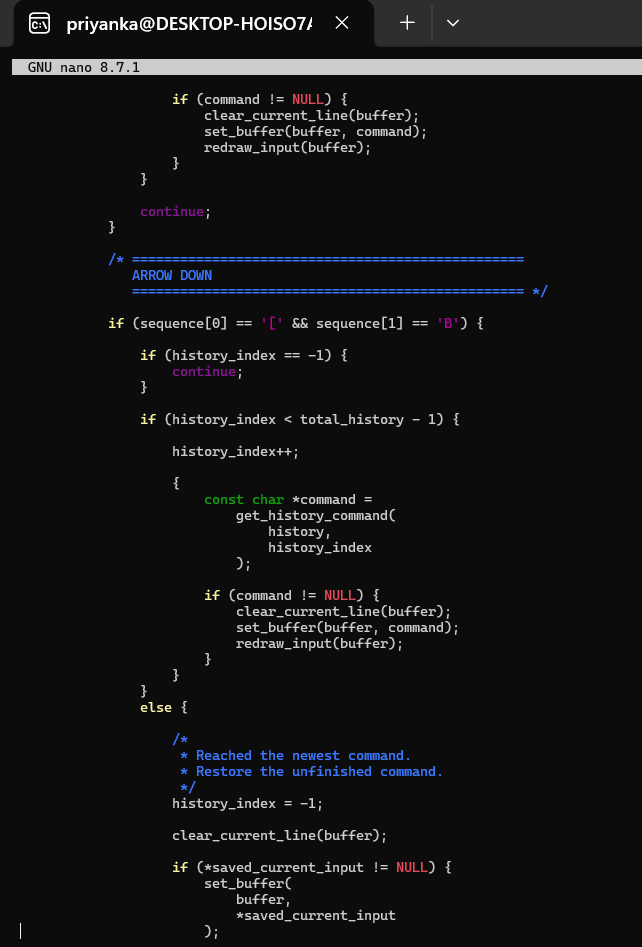 priyanka@DESKTOP-HOISO7
GNU nano 8.7.1
if (command != NULL) {
clear_current_line(buffer);
set_buffer(buffer, command);
redraw_input(buffer);
}
}
continue;
}
/* =================================================
ARROW DOWN
================================================= */
if (sequence[0] == '[' && sequence[1] == 'B') {
if (history_index == -1) {
continue;
}
if (history_index < total_history - 1) {
history_index++;
{
const char *command =
get_history_command(
history,
history_index
);
if (command != NULL) {
clear_current_line(buffer);
set_buffer(buffer, command);
redraw_input(buffer);
}
}
}
else {
/*
* Reached the newest command.
* Restore the unfinished command.
*/
history_index = -1;
clear_current_line(buffer);
if (*saved_current_input != NULL) {
set_buffer(
buffer,
*saved_current_input
);